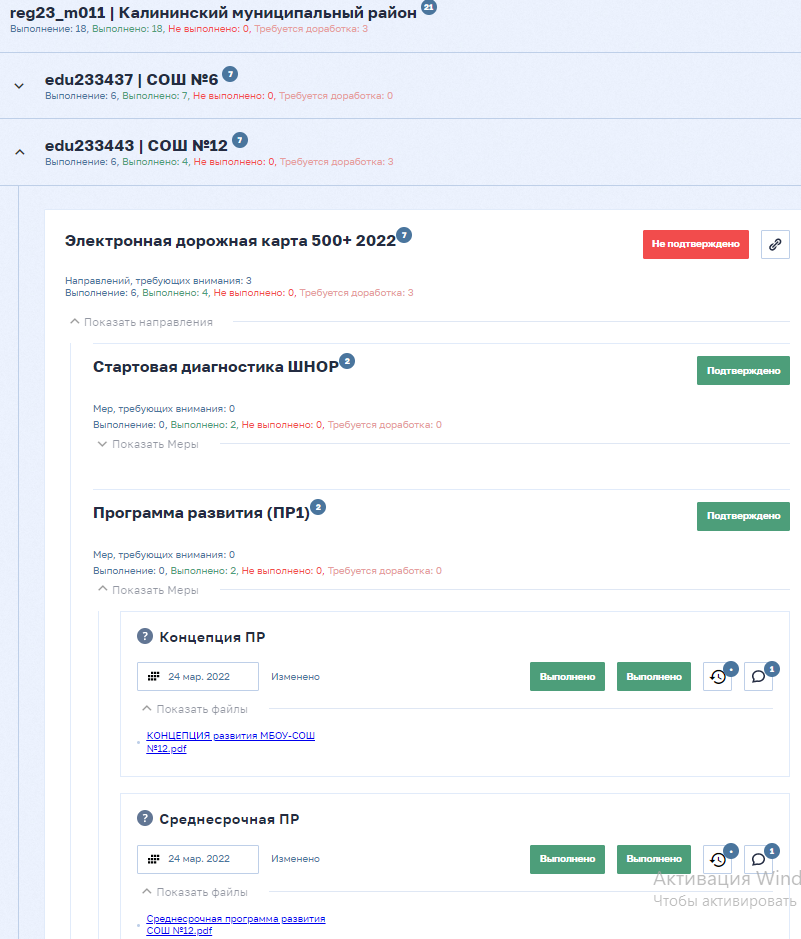 reg23_m011 | Калининский муниципальный район 21
Выполнение: 18, Выполнено: 18, Не выполнено: 0, Требуется доработка: 3
edu233437 | СОШ №6 7
Выполнение: 6, Выполнено: 7, Не выполнено: 0, Требуется доработка: 0
edu233443 | СОШ №12 7
Выполнение: 6, Выполнено: 4, Не выполнено: 0, Требуется доработка: 3
Электронная дорожная карта 500+ 2022 7
Не подтверждено
Направлений, требующих внимания: 3
Выполнение: 6, Выполнено: 4, Не выполнено: 0, Требуется доработка: 3
Показать направления
Стартовая диагностика ШНОР 2
Подтверждено
Мер, требующих внимания: 0
Выполнение: 0, Выполнено: 2, Не выполнено: 0, Требуется доработка: 0
Показать Меры
Программа развития (ПР1) 2
Подтверждено
Мер, требующих внимания: 0
Выполнение: 0, Выполнено: 2, Не выполнено: 0, Требуется доработка: 0
Показать Меры
? Концепция ПР
24 мар. 2022 Изменено Выполнено Выполнено 1
Показать файлы
КОНЦЕПЦИЯ развития МБОУ-СОШ
№12.pdf
? Среднесрочная ПР
24 мар. 2022 Изменено Выполнено Выполнено 1
Активация Wind
Показать файлы
Чтобы активировать
Среднесрочная программа развития
СОШ №12.pdf